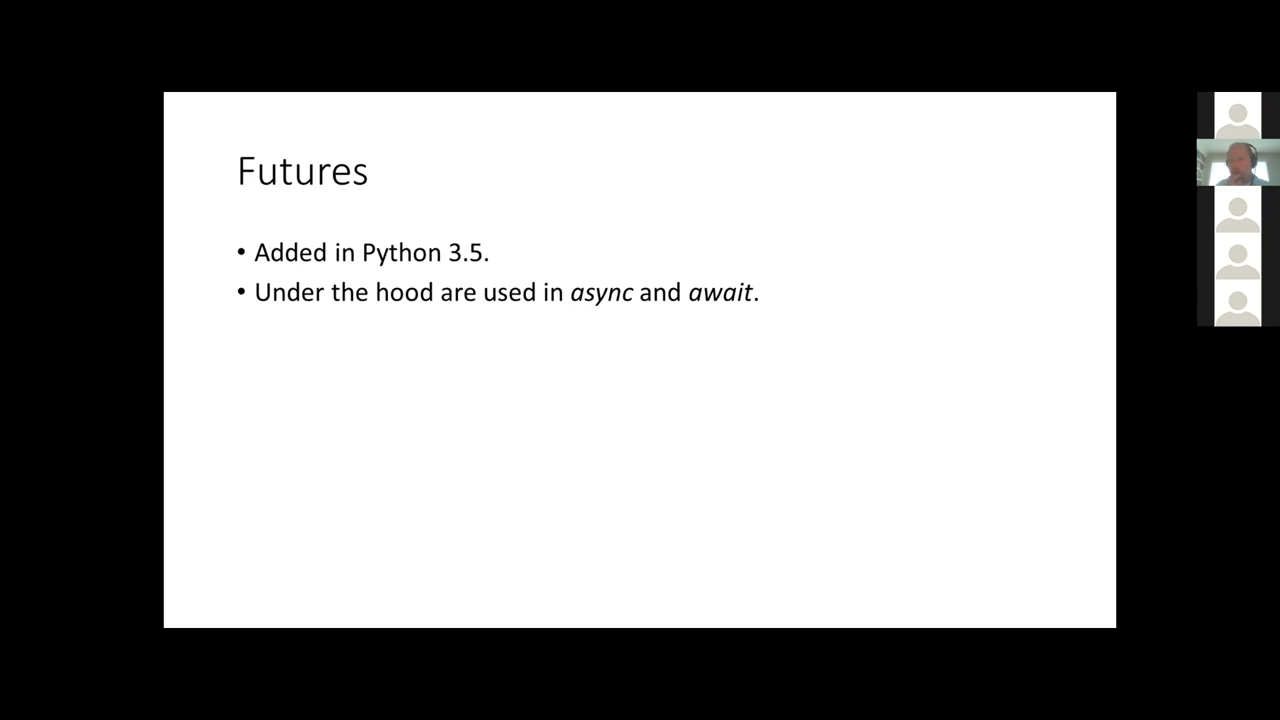 Futures
• Added in Python 3.5.
• Under the hood are used in async and await.